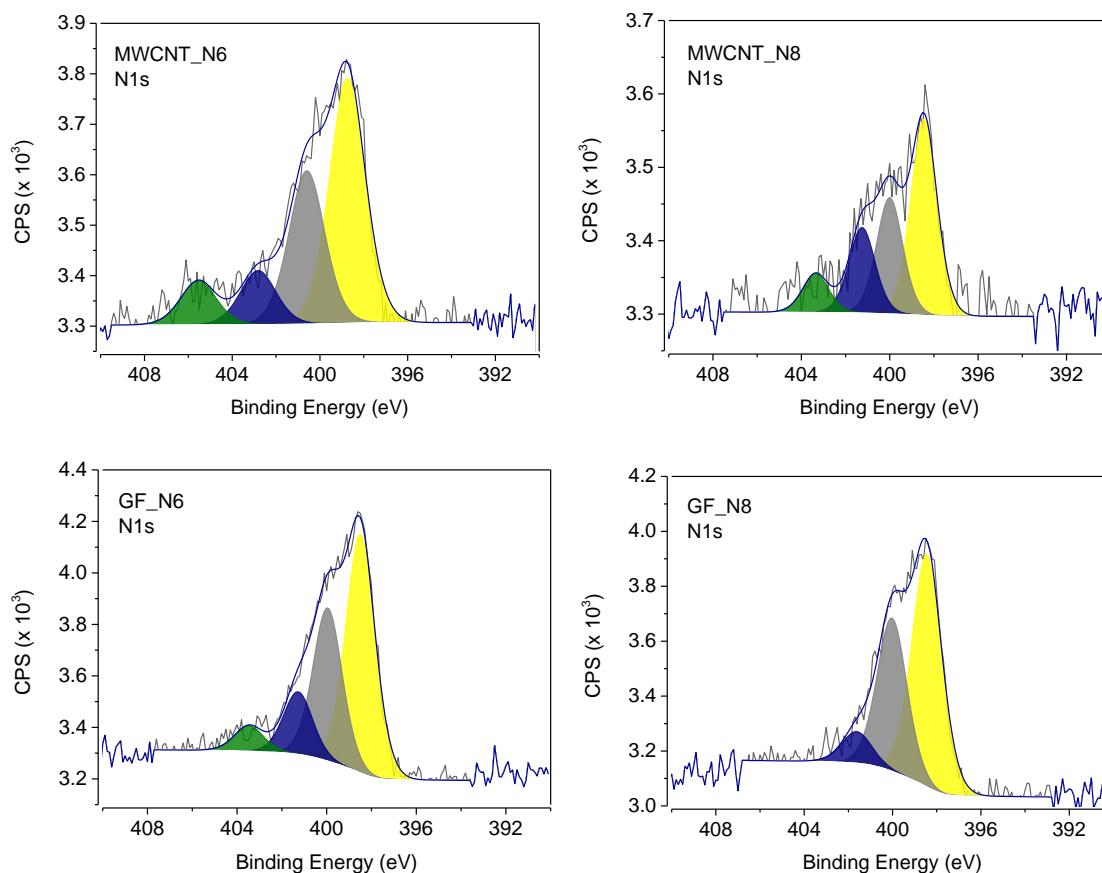 3.9
3.8
3.7
3.6
3.5
3.4
3.3
CPS (x 10³)
MWCNT_N6
N1s
408 404 400 396 392
Binding Energy (eV)
3.7
3.6
3.5
3.4
3.3
CPS (x 10³)
MWCNT_N8
N1s
408 404 400 396 392
Binding Energy (eV)
4.4
4.2
4.0
3.8
3.6
3.4
3.2
CPS (x 10³)
GF_N6
N1s
408 404 400 396 392
Binding Energy (eV)
4.2
4.0
3.8
3.6
3.4
3.2
3.0
CPS (x 10³)
GF_N8
N1s
408 404 400 396 392
Binding Energy (eV)